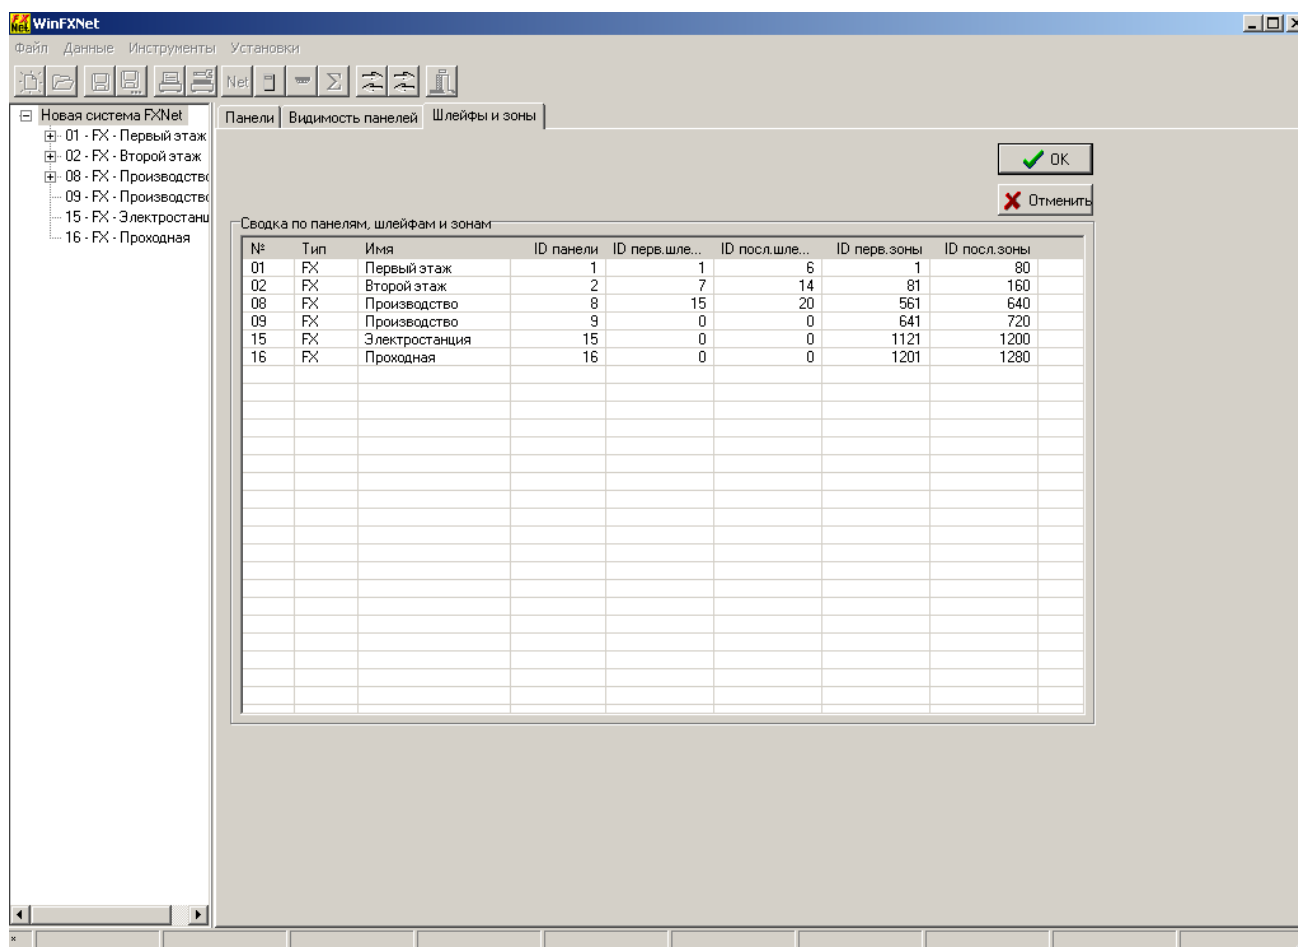 WinFXNet
Файл Данные Инструменты Установки
Net Σ
Новая система FXNet
01 - FX - Первый этаж
02 - FX - Второй этаж
08 - FX - Производство
09 - FX - Производство
15 - FX - Электростанц
16 - FX - Проходная
Панели Видимость панелей Шлейфы и зоны
OK
Отменить
Сводка по панелям, шлейфам и зонам
№ Тип Имя ID панели ID перв.шле... ID посл.шле... ID перв.зоны ID посл.зоны
01 FX Первый этаж 1 1 6 1 80
02 FX Второй этаж 2 7 14 81 160
08 FX Производство 8 15 20 561 640
09 FX Производство 9 0 0 641 720
15 FX Электростанция 15 0 0 1121 1200
16 FX Проходная 16 0 0 1201 1280